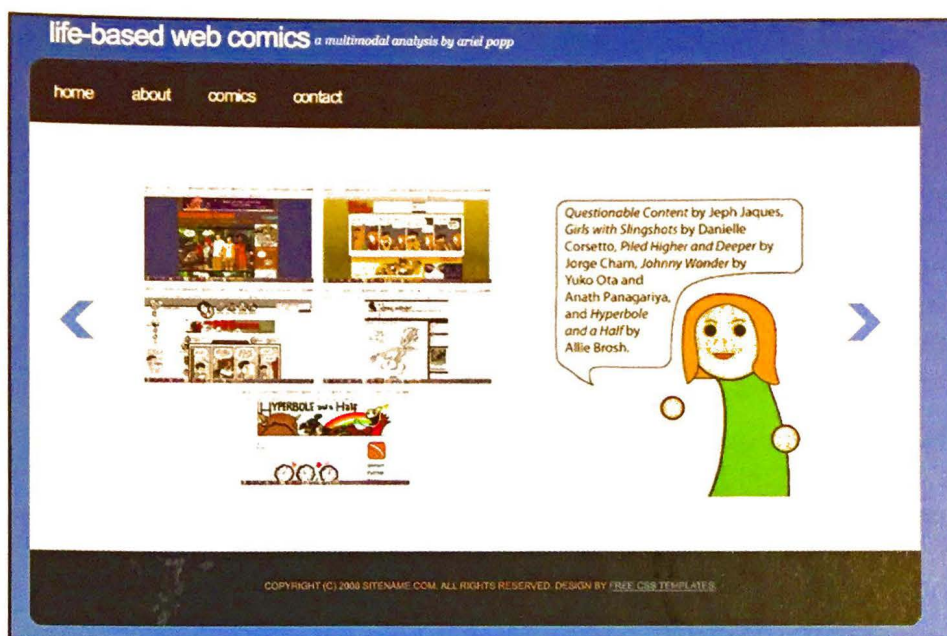 life-based web comics a multimodal analysis by ariel popp
home about comics contact
Questionable Content by Jeph Jaques,
Girls with Slingshots by Danielle
Corsetto, Piled Higher and Deeper by
Jorge Cham, Johnny Wonder by
Yuko Ota and
Anath Panagariya,
and Hyperbole
and a Half by
Allie Brosh.
HYPERBOLE and a Half
COPYRIGHT (C) 2008 SITENAME.COM. ALL RIGHTS RESERVED. DESIGN BY FREE CSS TEMPLATES.